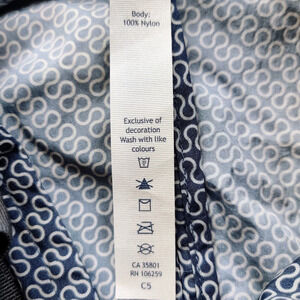 Body:
100% Nylon
Exclusive of
decoration
Wash with like
colours
CA 35801
RN 106259
C5